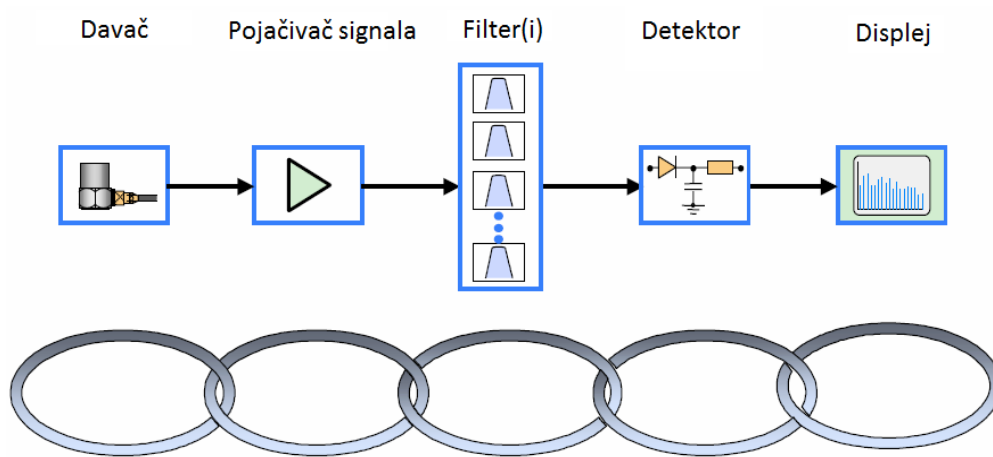 Davač
Pojačivač signala
Filter(i)
Detektor
Displej